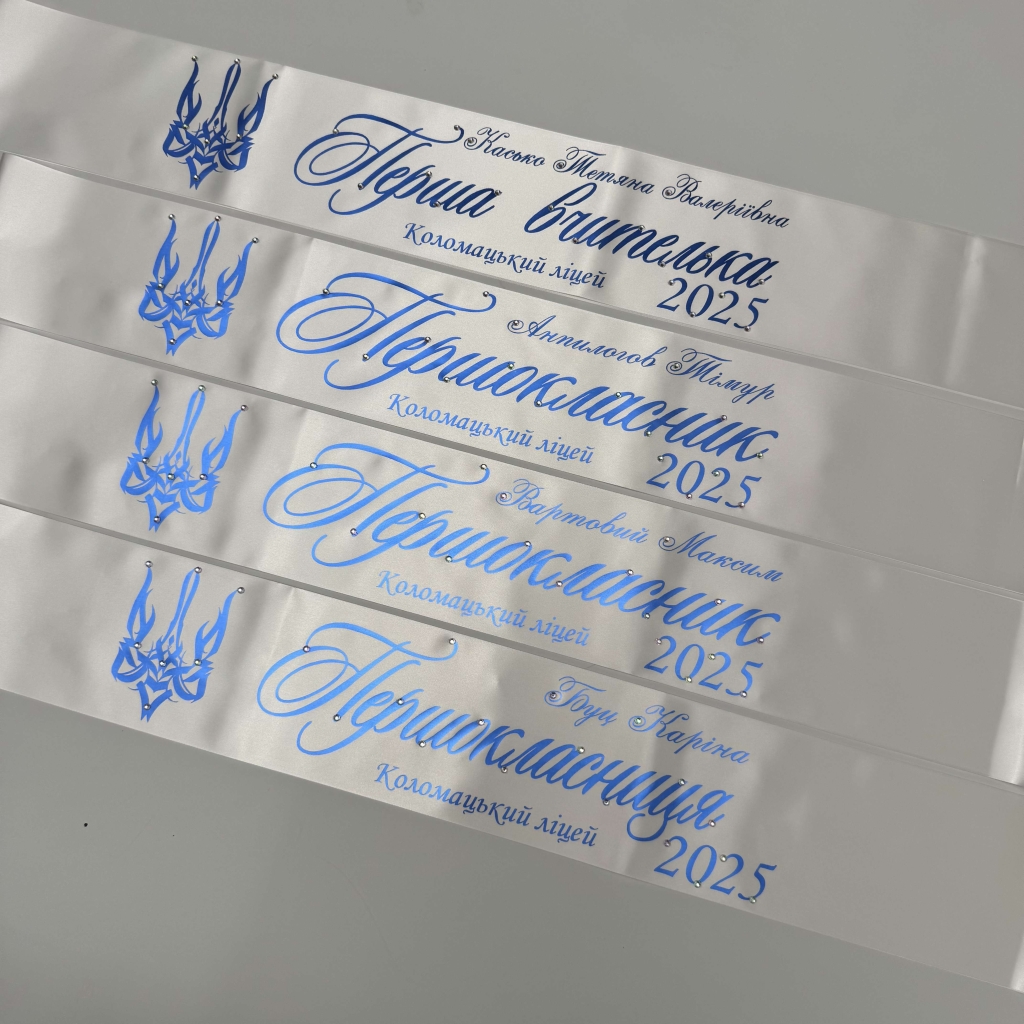 Касько Тетяна Валеріївна
Перша вчителька
Коломацький ліцей
2025
Анпилогов Тімур
Першокласник
Коломацький ліцей
2025
Вартовий Максим
Першокласник
Коломацький ліцей
2025
Буц Каріна
Першокласниця
Коломацький ліцей
2025